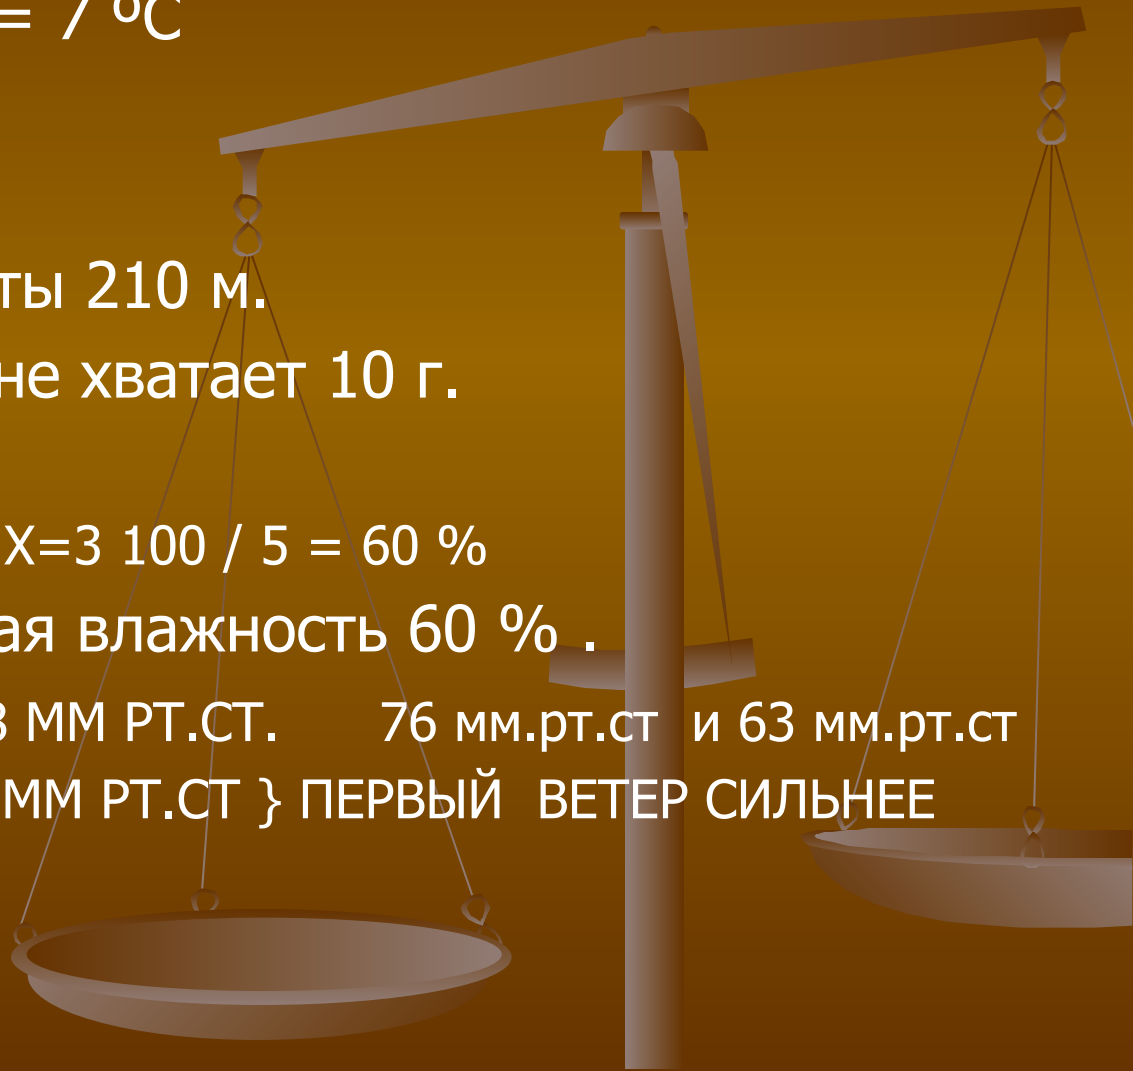 = 7 ºС
ты 210 м.
не хватает 10 г.
Х=3 100 / 5 = 60 %
ая влажность 60 % .
3 ММ РТ.СТ. 76 мм.рт.ст и 63 мм.рт.ст
ММ РТ.СТ } ПЕРВЫЙ ВЕТЕР СИЛЬНЕЕ